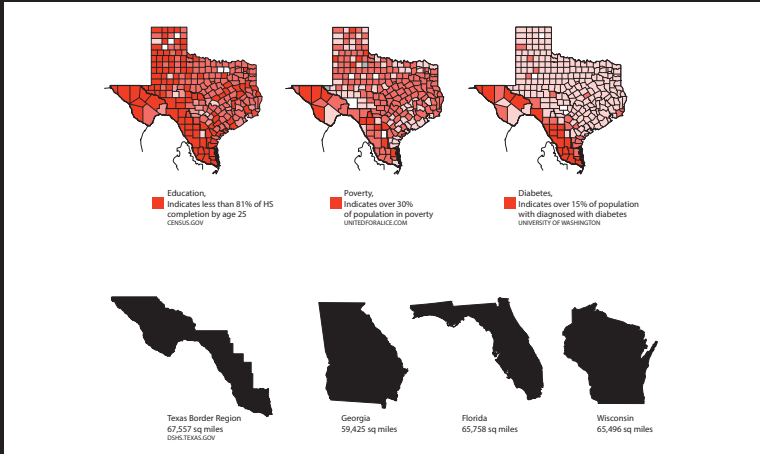 Education,
Indicates less than 81% of HS
completion by age 25
CENSUS.GOV
Poverty,
Indicates over 30%
of population in poverty
UNITEDFORALICE.COM
Diabetes,
Indicates over 15% of population
with diagnosed with diabetes
UNIVERSITY OF WASHINGTON
Texas Border Region
67,557 sq miles
DSHS.TEXAS.GOV
Georgia
59,425 sq miles
Florida
65,758 sq miles
Wisconsin
65,496 sq miles